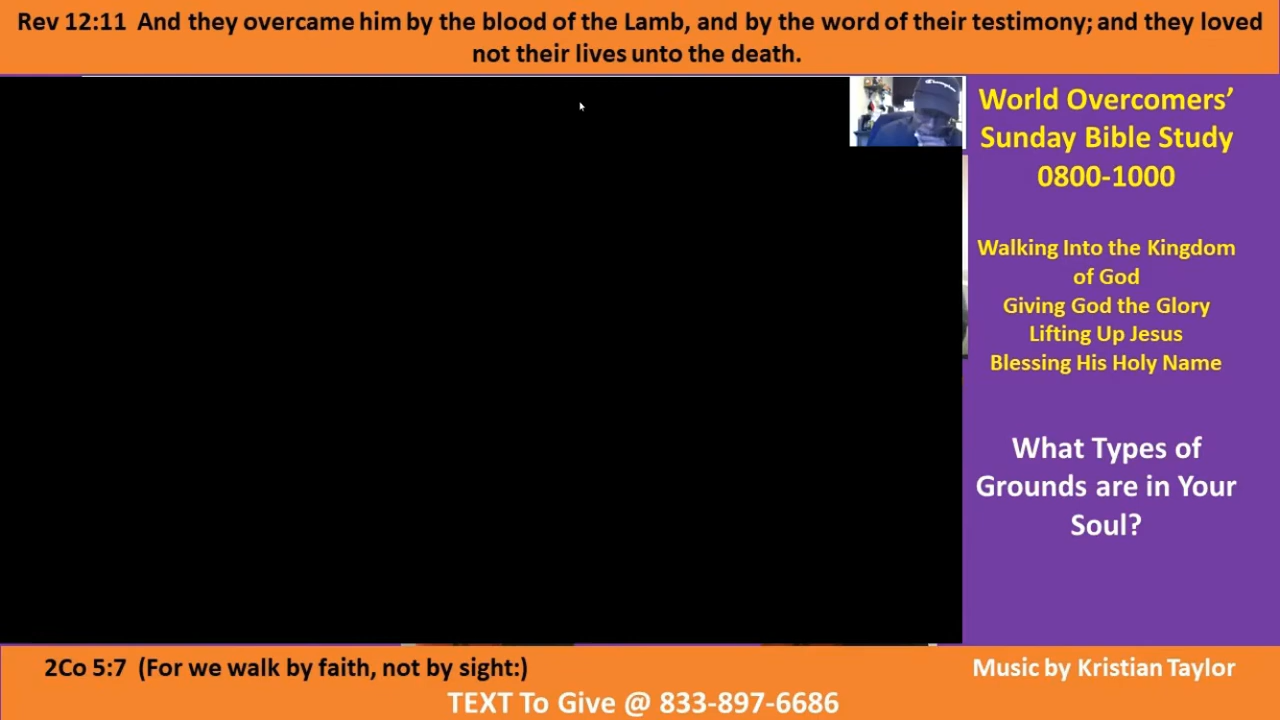 Rev 12:11  And they overcame him by the blood of the Lamb, and by the word of their testimony; and they loved
not their lives unto the death.
Champion
World Overcomers’
Sunday Bible Study
0800-1000
Walking Into the Kingdom
of God
Giving God the Glory
Lifting Up Jesus
Blessing His Holy Name
What Types of
Grounds are in Your
Soul?
2Co 5:7  (For we walk by faith, not by sight:)
Music by Kristian Taylor
TEXT To Give @ 833-897-6686